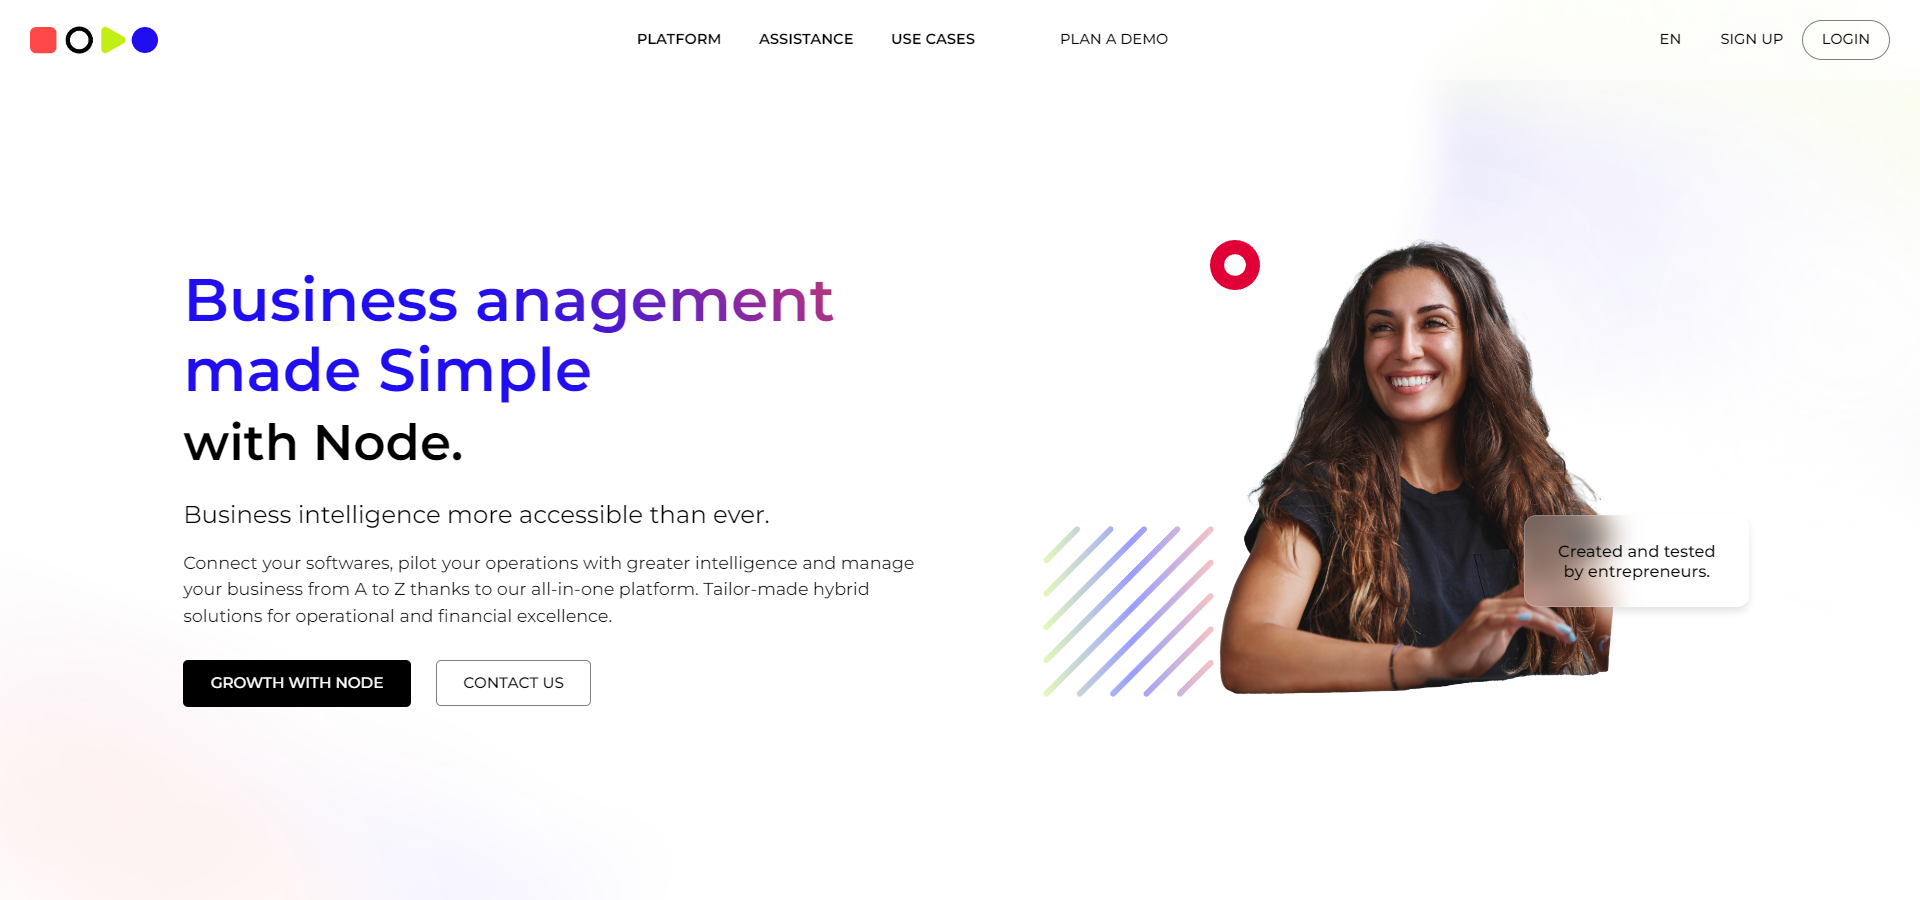 PLATFORM ASSISTANCE USE CASES PLAN A DEMO EN SIGN UP LOGIN
Business anagement
made Simple
with Node.
Business intelligence more accessible than ever.
Connect your softwares, pilot your operations with greater intelligence and manage
your business from A to Z thanks to our all-in-one platform. Tailor-made hybrid
solutions for operational and financial excellence.
GROWTH WITH NODE CONTACT US
Created and tested
by entrepreneurs.